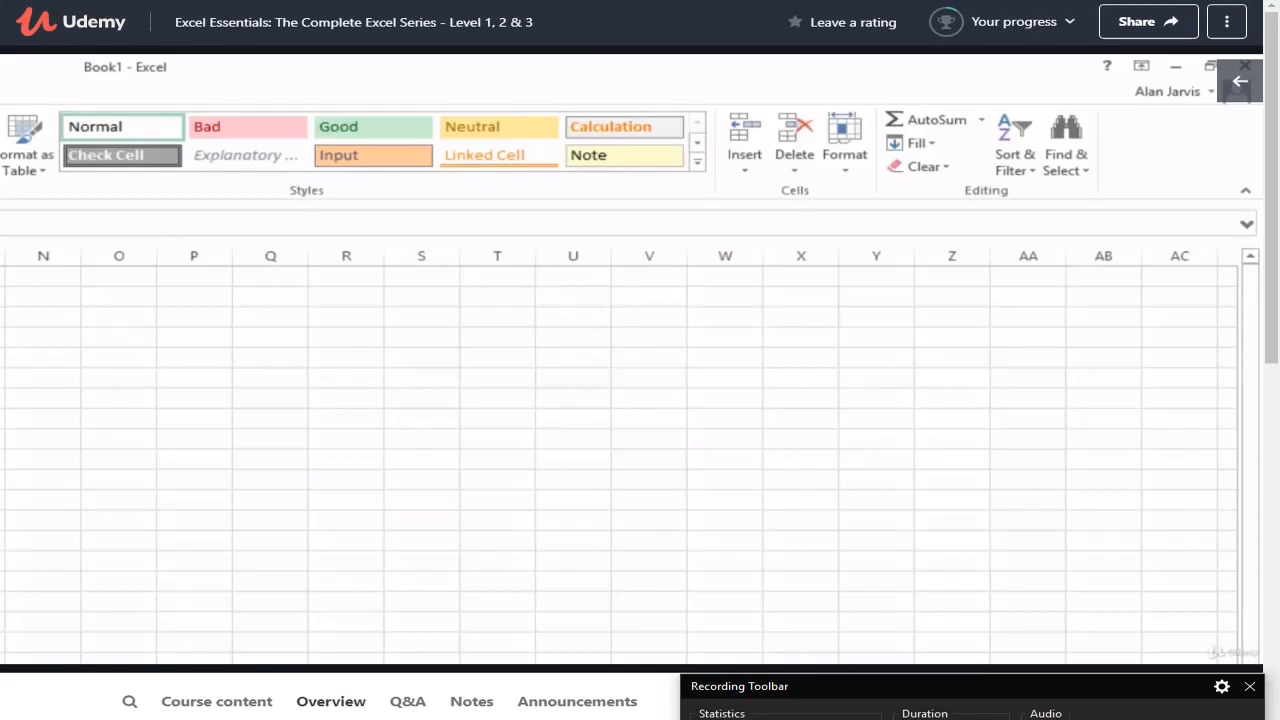 Udemy
Excel Essentials: The Complete Excel Series - Level 1, 2 & 3
Leave a rating
Your progress
Share
Book1 - Excel
?
Alan Jarvis
Normal Bad Good Neutral Calculation
Check Cell Explanatory ... Input Linked Cell Note
ormat as
Table
Styles
Insert Delete Format
Cells
AutoSum
Fill
Clear
Sort &
Filter
Find &
Select
Editing
N O P Q R S T U V W X Y Z AA AB AC
Udemy
Course content Overview Q&A Notes Announcements
Recording Toolbar
Statistics Duration Audio